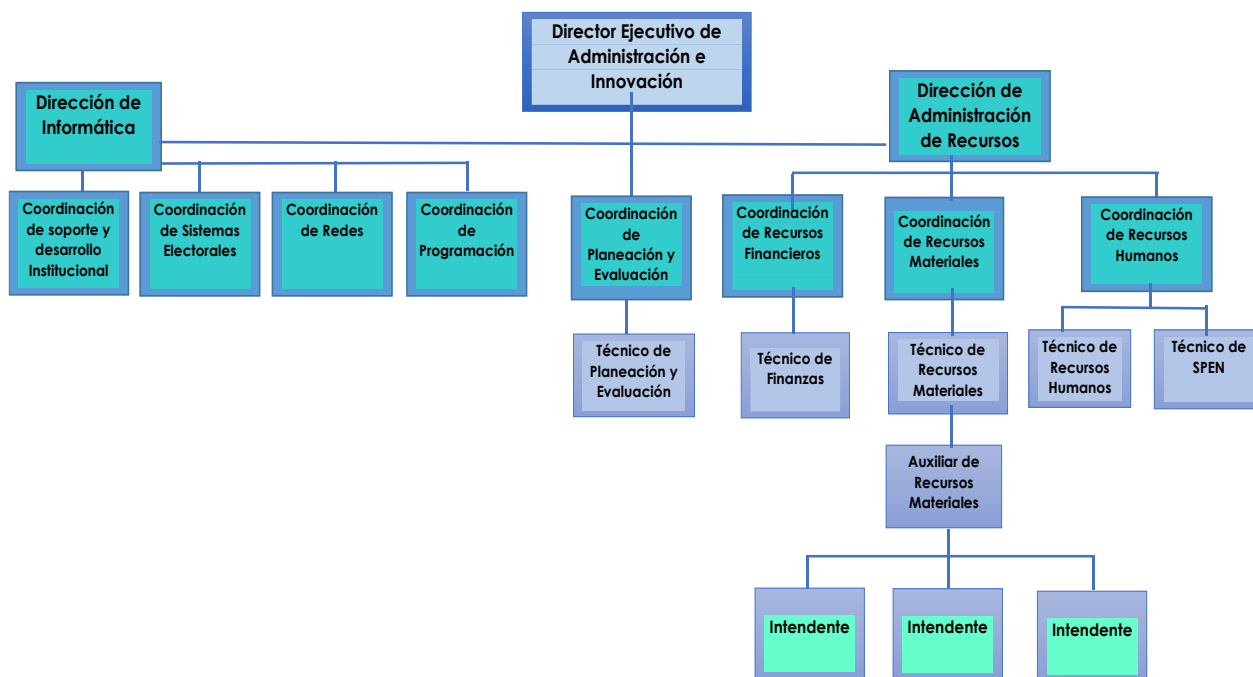 Director Ejecutivo de
Administración e
Innovación
Dirección de
Informática
Dirección de
Administración
de Recursos
Coordinación
de soporte y
desarrollo
Institucional
Coordinación
de Sistemas
Electorales
Coordinación
de Redes
Coordinación
de
Programación
Coordinación
de
Planeación y
Evaluación
Coordinación
de Recursos
Financieros
Coordinación
de Recursos
Materiales
Coordinación
de Recursos
Humanos
Técnico de
Planeación y
Evaluación
Técnico de
Finanzas
Técnico de
Recursos
Materiales
Técnico de
Recursos
Humanos
Técnico de
SPEN
Auxiliar de
Recursos
Materiales
Intendente
Intendente
Intendente